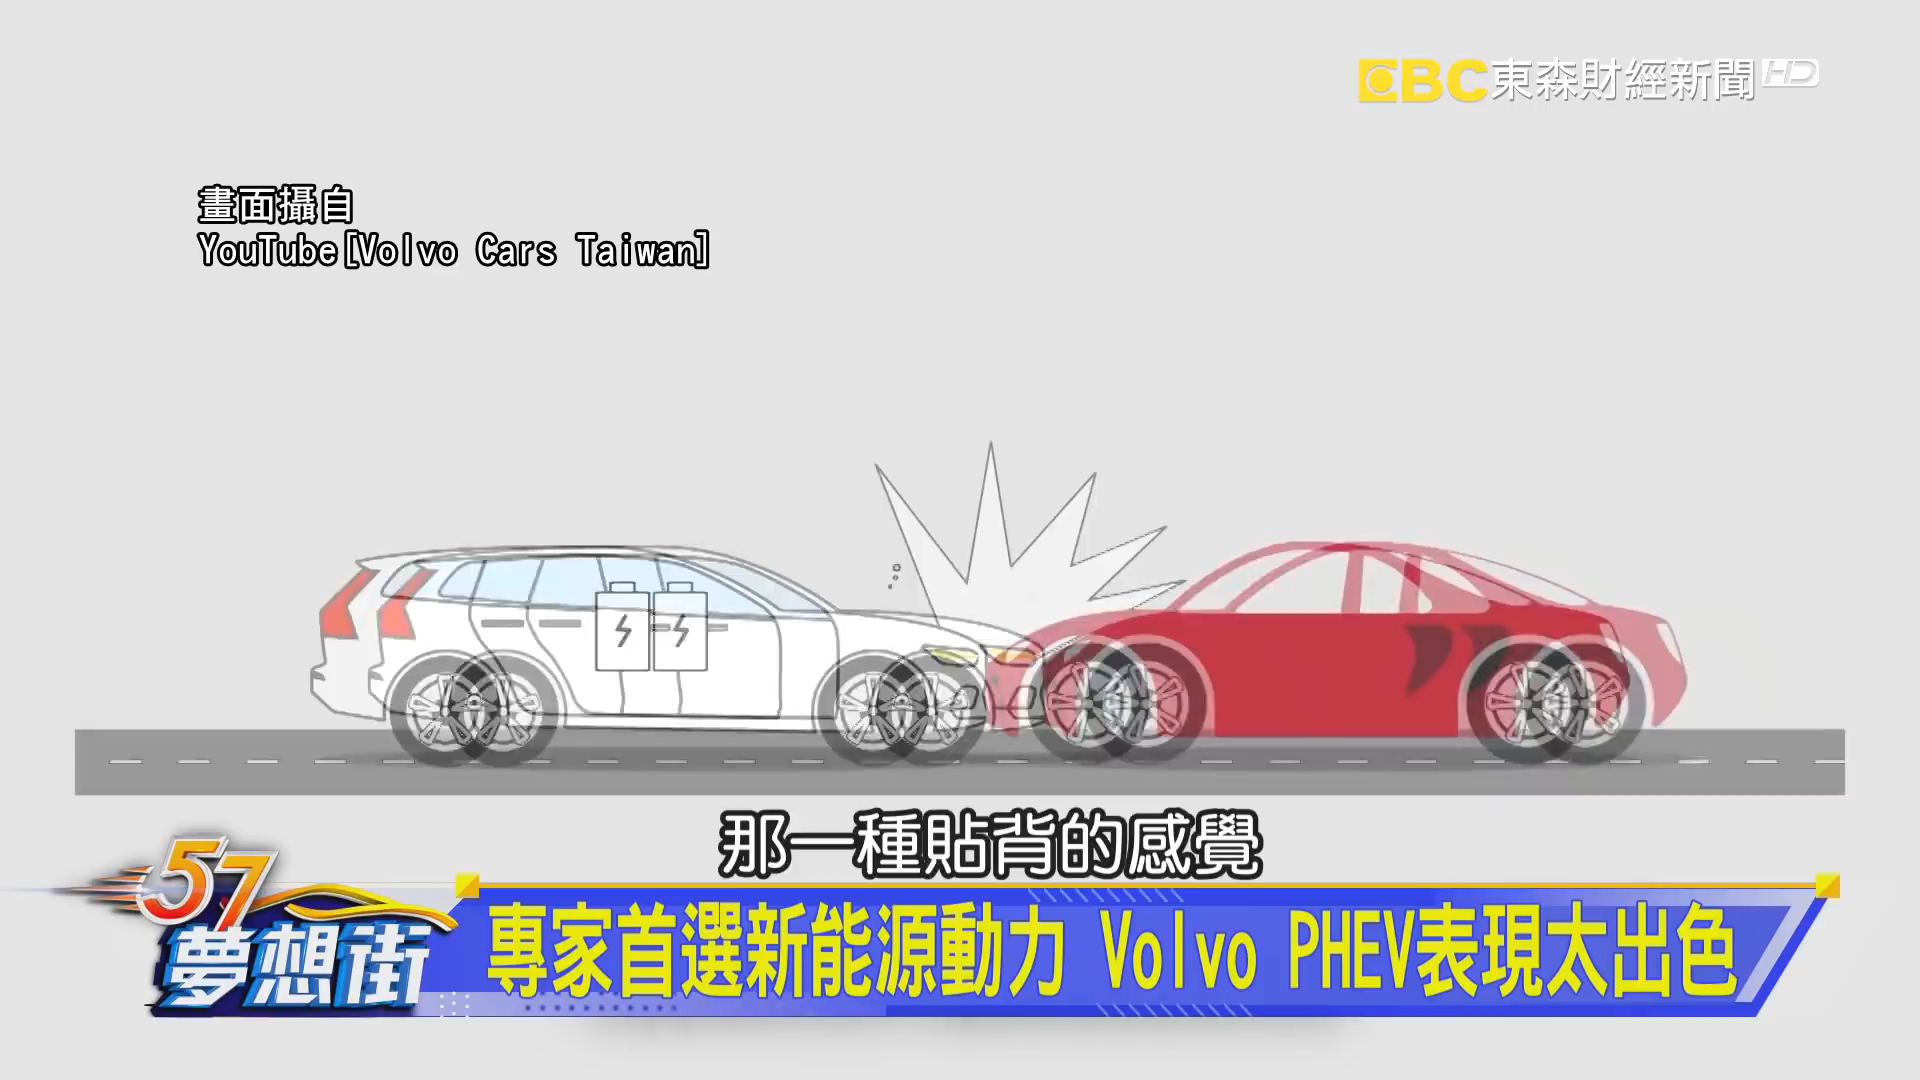 EBC東森財經新聞HD
畫面攝自
YouTube[Volvo Cars Taiwan]
那一種貼背的感覺
57夢想街
專家首選新能源動力 Volvo PHEV表現太出色